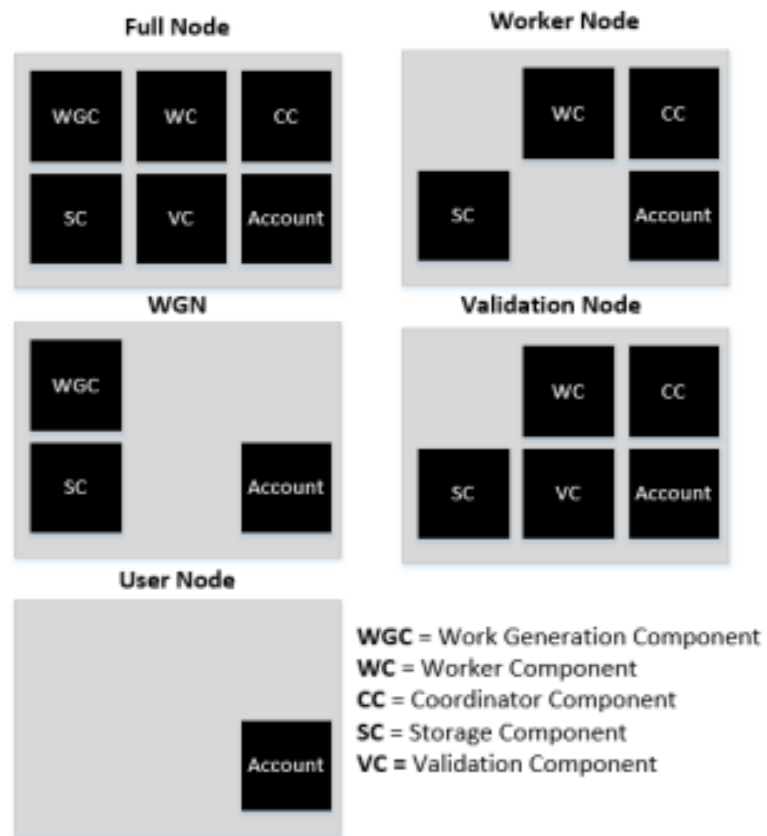 Full Node
WGC WC CC
SC VC Account
Worker Node
WC CC
SC Account
WGN
WGC
SC Account
Validation Node
WC CC
SC VC Account
User Node
Account
WGC = Work Generation Component
WC = Worker Component
CC = Coordinator Component
SC = Storage Component
VC = Validation Component